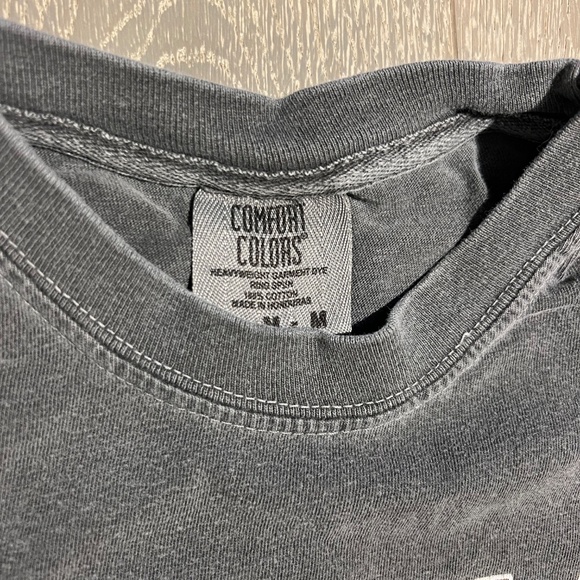 COMFORT
COLORS®
HEAVYWEIGHT GARMENT DYE
RING SPUN
100% COTTON
MADE IN HONDURAS
M - M